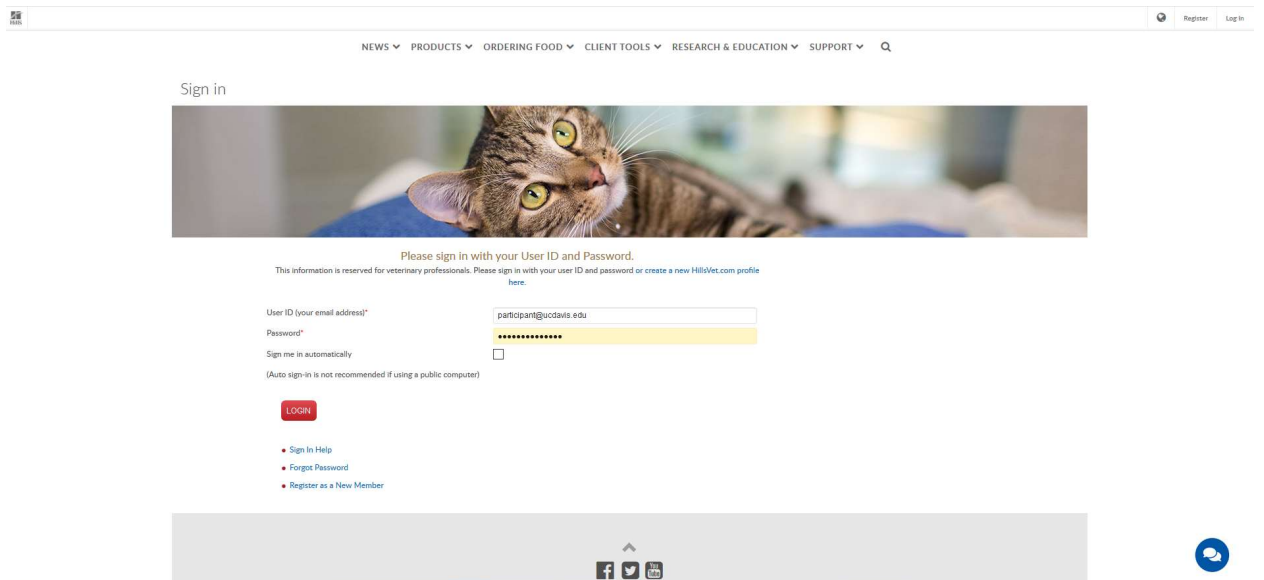 Hill's
Register Log In
NEWS PRODUCTS ORDERING FOOD CLIENT TOOLS RESEARCH & EDUCATION SUPPORT
Sign in
Please sign in with your User ID and Password.
This information is reserved for veterinary professionals. Please sign in with your user ID and password or create a new HillsVet.com profile
here.
User ID (your email address)*
participant@ucdavis.edu
Password*
••••••••••••••
Sign me in automatically
(Auto sign-in is not recommended if using a public computer)
LOGIN
• Sign In Help
• Forgot Password
• Register as a New Member
You
Tube